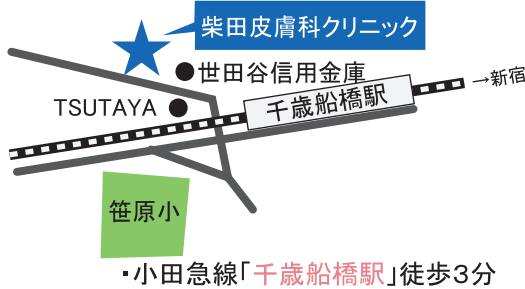 柴田皮膚科クリニック
世田谷信用金庫
→新宿
TSUTAYA
千歳船橋駅
笹原小
・小田急線「千歳船橋駅」徒歩3分